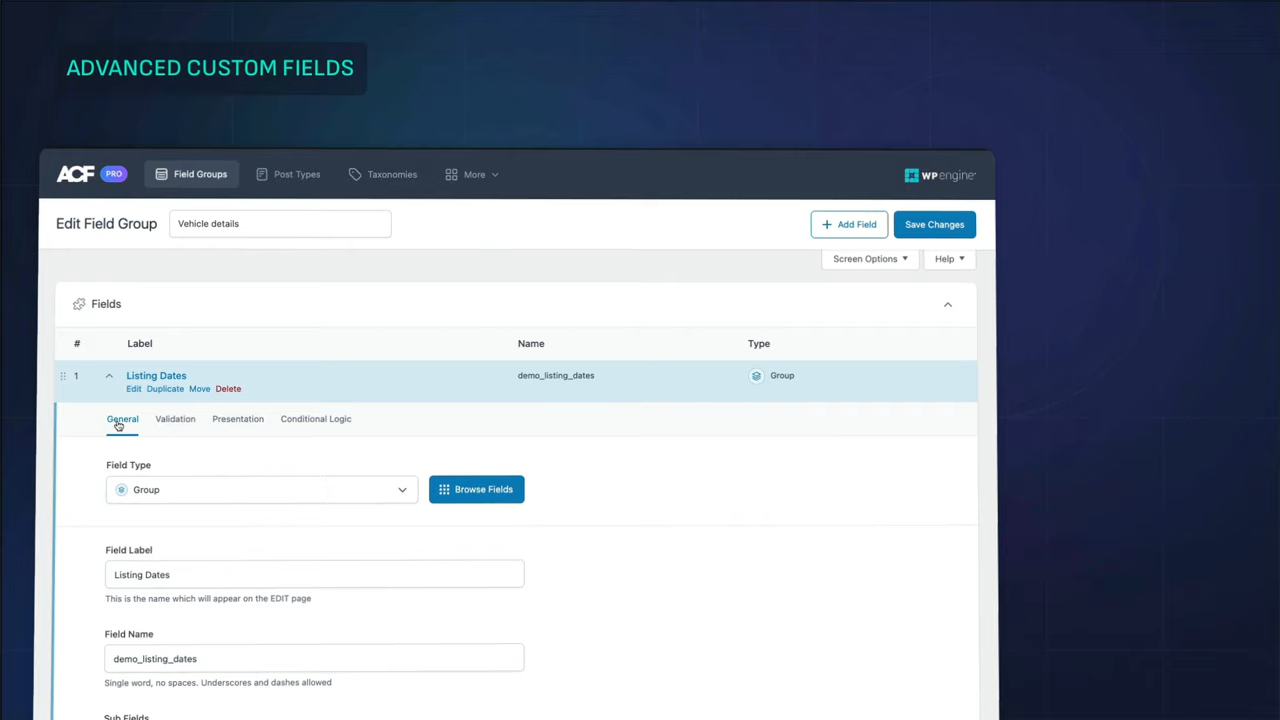 ADVANCED CUSTOM FIELDS
ACF PRO Field Groups Post Types Taxonomies More WP engine
Edit Field Group Vehicle details + Add Field Save Changes
Screen Options Help
Fields
# Label Name Type
1 Listing Dates demo_listing_dates Group
Edit Duplicate Move Delete
General Validation Presentation Conditional Logic
Field Type
Group Browse Fields
Field Label
Listing Dates
This is the name which will appear on the EDIT page
Field Name
demo_listing_dates
Single word, no spaces. Underscores and dashes allowed
Sub Fields